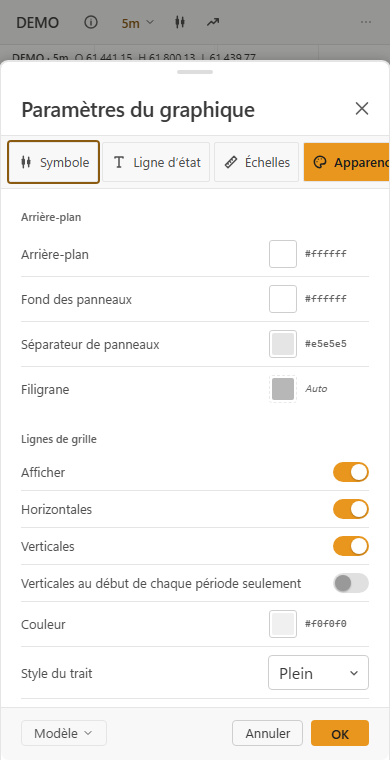 DEMO 5m
DEMO · 5m O 61 441.15 H 61 800.13 L 61 439.77
Paramètres du graphique
Symbole Ligne d'état Échelles Apparenc
Arrière-plan
Arrière-plan #ffffff
Fond des panneaux #ffffff
Séparateur de panneaux #e5e5e5
Filigrane Auto
Lignes de grille
Afficher
Horizontales
Verticales
Verticales au début de chaque période seulement
Couleur #f0f0f0
Style du trait Plein
Modèle Annuler OK